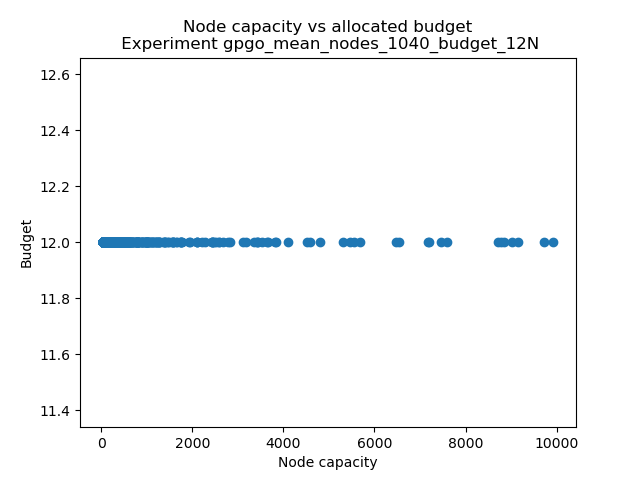 Node capacity vs allocated budget
Experiment gpgo_mean_nodes_1040_budget_12N
12.6
12.4
12.2
12.0
11.8
11.6
11.4
Budget
0 2000 4000 6000 8000 10000
Node capacity